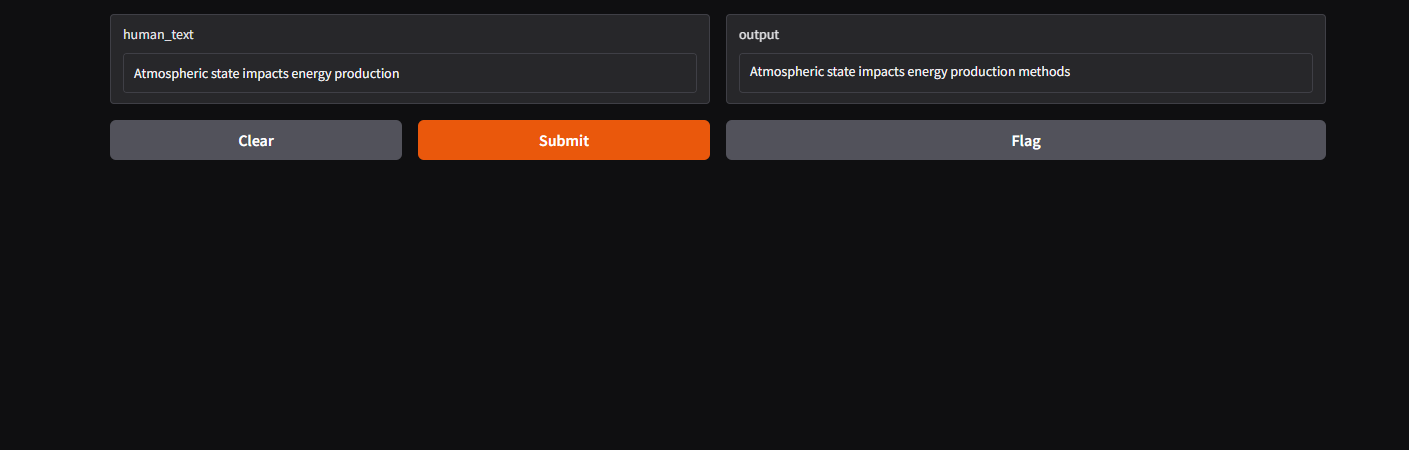 human_text
Atmospheric state impacts energy production
output
Atmospheric state impacts energy production methods
Clear
Submit
Flag